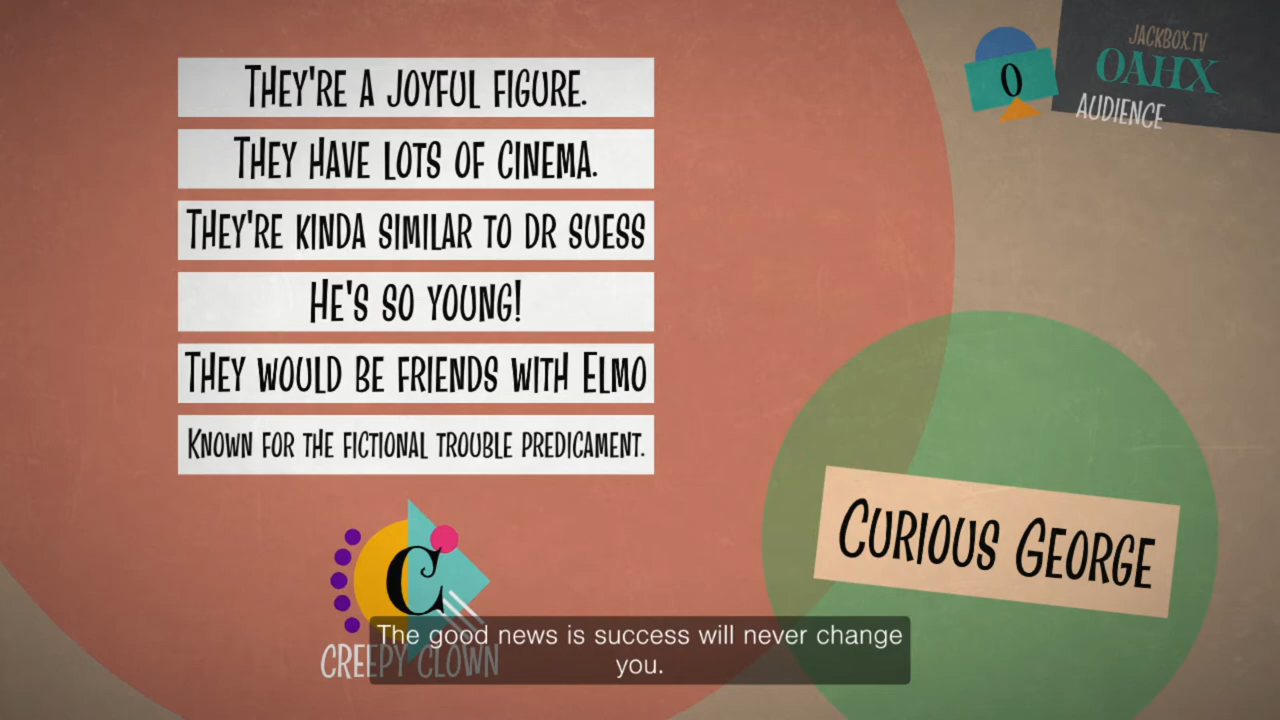 THEY'RE A JOYFUL FIGURE.
THEY HAVE LOTS OF CINEMA.
THEY'RE KINDA SIMILAR TO DR SUESS
HE'S SO YOUNG!
THEY WOULD BE FRIENDS WITH ELMO
KNOWN FOR THE FICTIONAL TROUBLE PREDICAMENT.
C
CREEPY CLOWN
The good news is success will never change
you.
CURIOUS GEORGE
0
JACKBOX.TV
OAHX
AUDIENCE